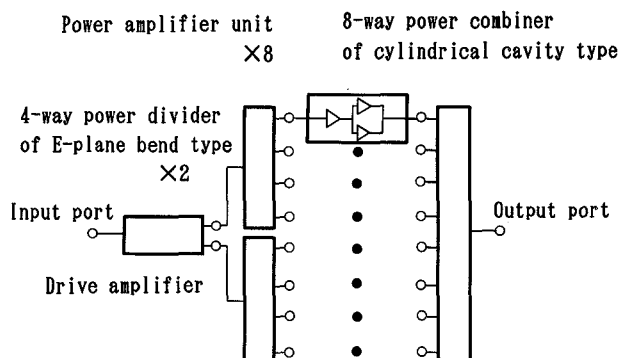 Power amplifier unit
×8
8-way power combiner
of cylindrical cavity type
4-way power divider
of E-plane bend type
×2
Input port
Output port
Drive amplifier